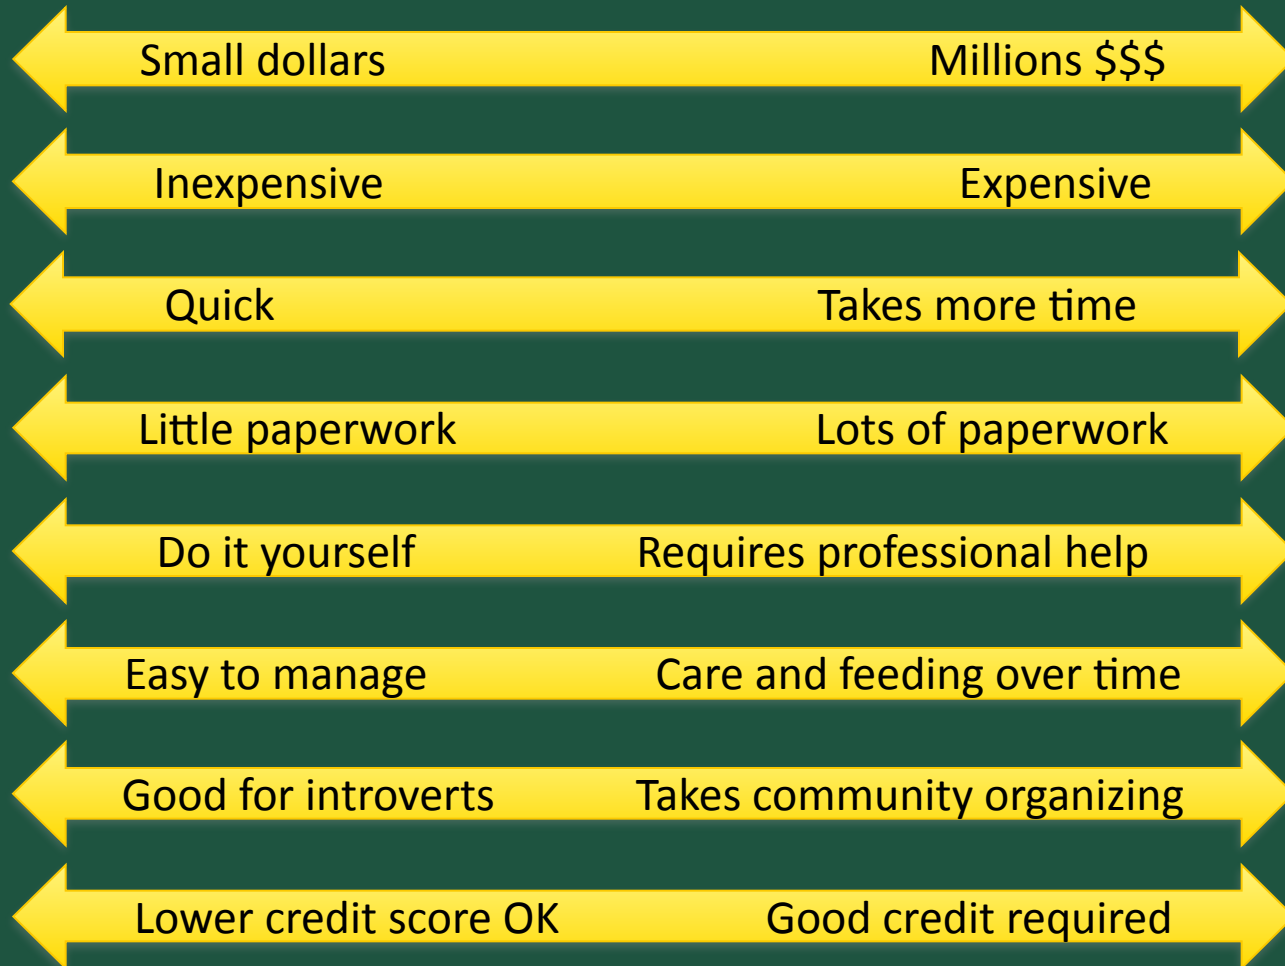 Small dollars Millions $$$
Inexpensive Expensive
Quick Takes more time
Little paperwork Lots of paperwork
Do it yourself Requires professional help
Easy to manage Care and feeding over time
Good for introverts Takes community organizing
Lower credit score OK Good credit required